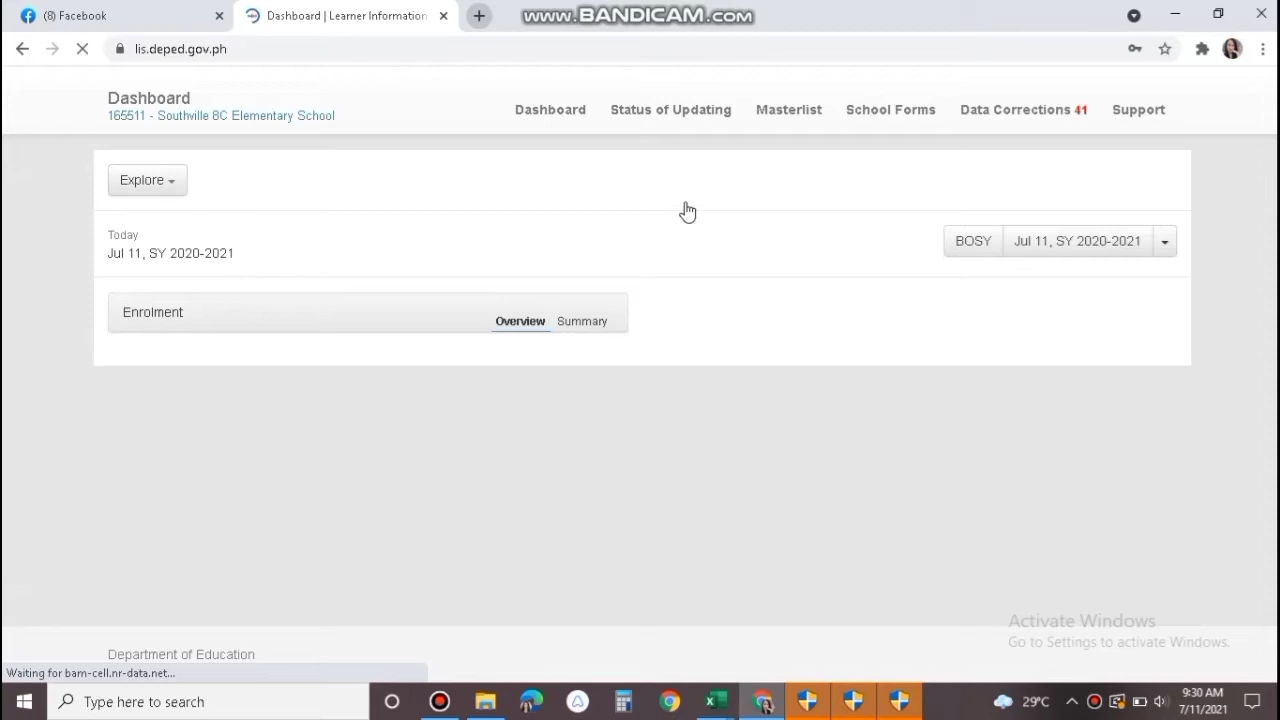 (8) Facebook
Dashboard | Learner Information
www.BANDICAM.com
lis.deped.gov.ph
Dashboard
165511 - Southville 8C Elementary School
Dashboard Status of Updating Masterlist School Forms Data Corrections 41 Support
Explore
Today
Jul 11, SY 2020-2021
BOSY Jul 11, SY 2020-2021
Enrolment Overview Summary
Activate Windows
Go to Settings to activate Windows.
Department of Education
Waiting for bam-cell.nr-data.net...
Type here to search
29°C
9:30 AM
7/11/2021